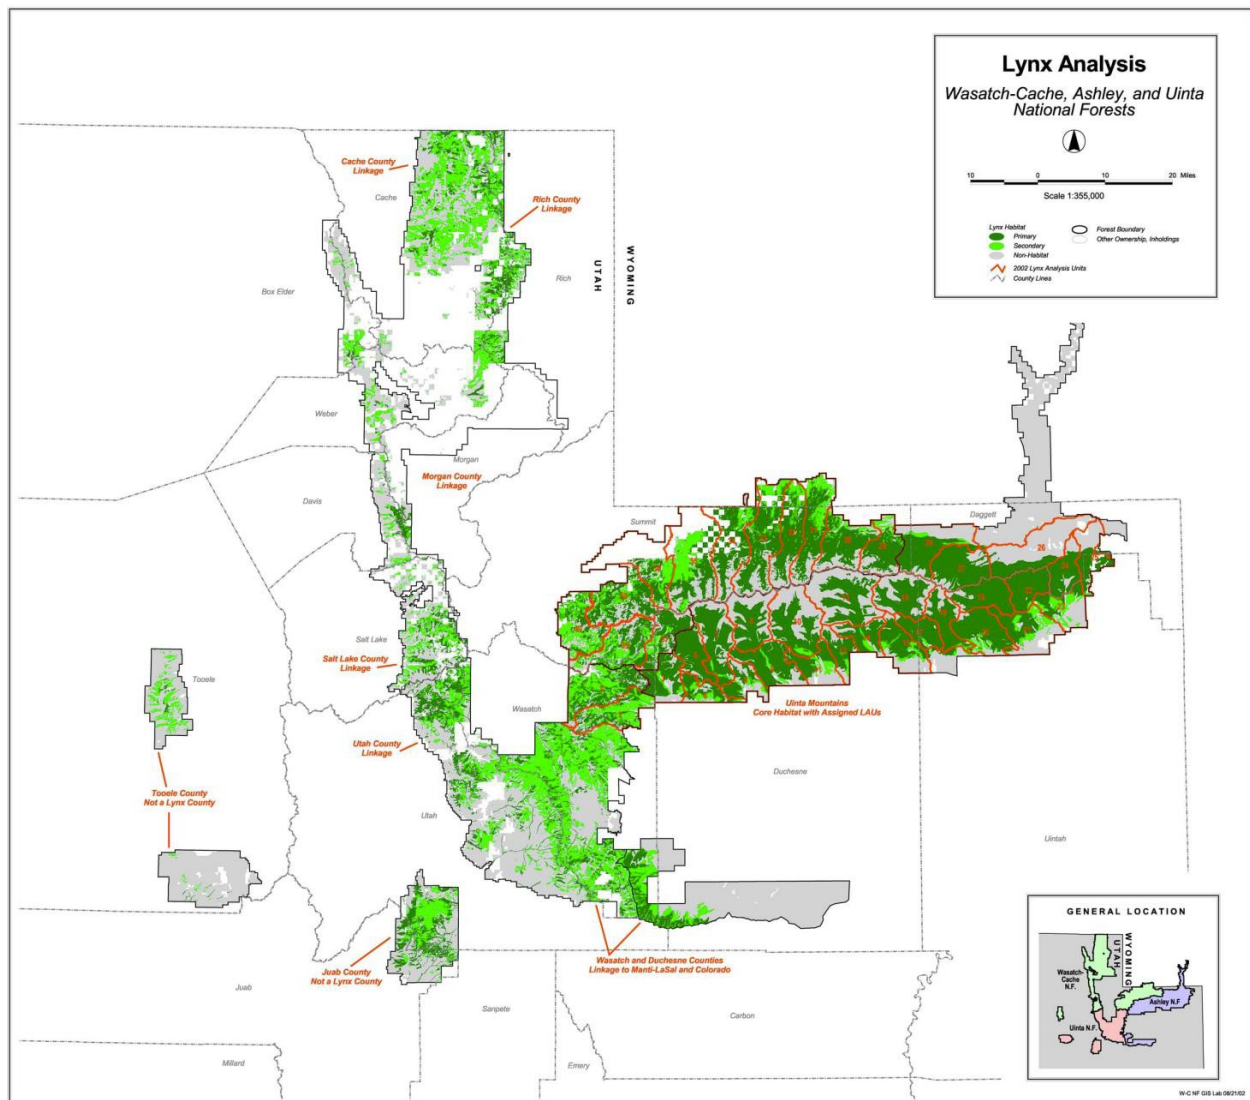 Lynx Analysis
Wasatch-Cache, Ashley, and Uinta
National Forests
10 0 10 20 Miles
Scale 1:355,000
Lynx Habitat
Primary
Secondary
Non-Habitat
2002 Lynx Analysis Units
County Lines
Forest Boundary
Other Ownership, Inholdings
Cache County
Linkage
Cache
Rich County
Linkage
UTAH
WYOMING
Rich
Box Elder
Weber
Morgan
Morgan County
Linkage
Davis
Summit
Daggett
26
Salt Lake
Salt Lake County
Linkage
Tooele
Wasatch
Uinta Mountains
Core Habitat with Assigned LAUs
Utah County
Linkage
Duchesne
Tooele County
Not a Lynx County
Utah
Uintah
Wasatch and Duchesne Counties
Linkage to Manti-LaSal and Colorado
Juab County
Not a Lynx County
Juab
Sanpete
Carbon
Millard
Emery
GENERAL LOCATION
UTAH
WYOMING
Wasatch-
Cache
N.F.
Ashley N.F
Uinta N.F.
W-C NF GIS Lab 08/21/02